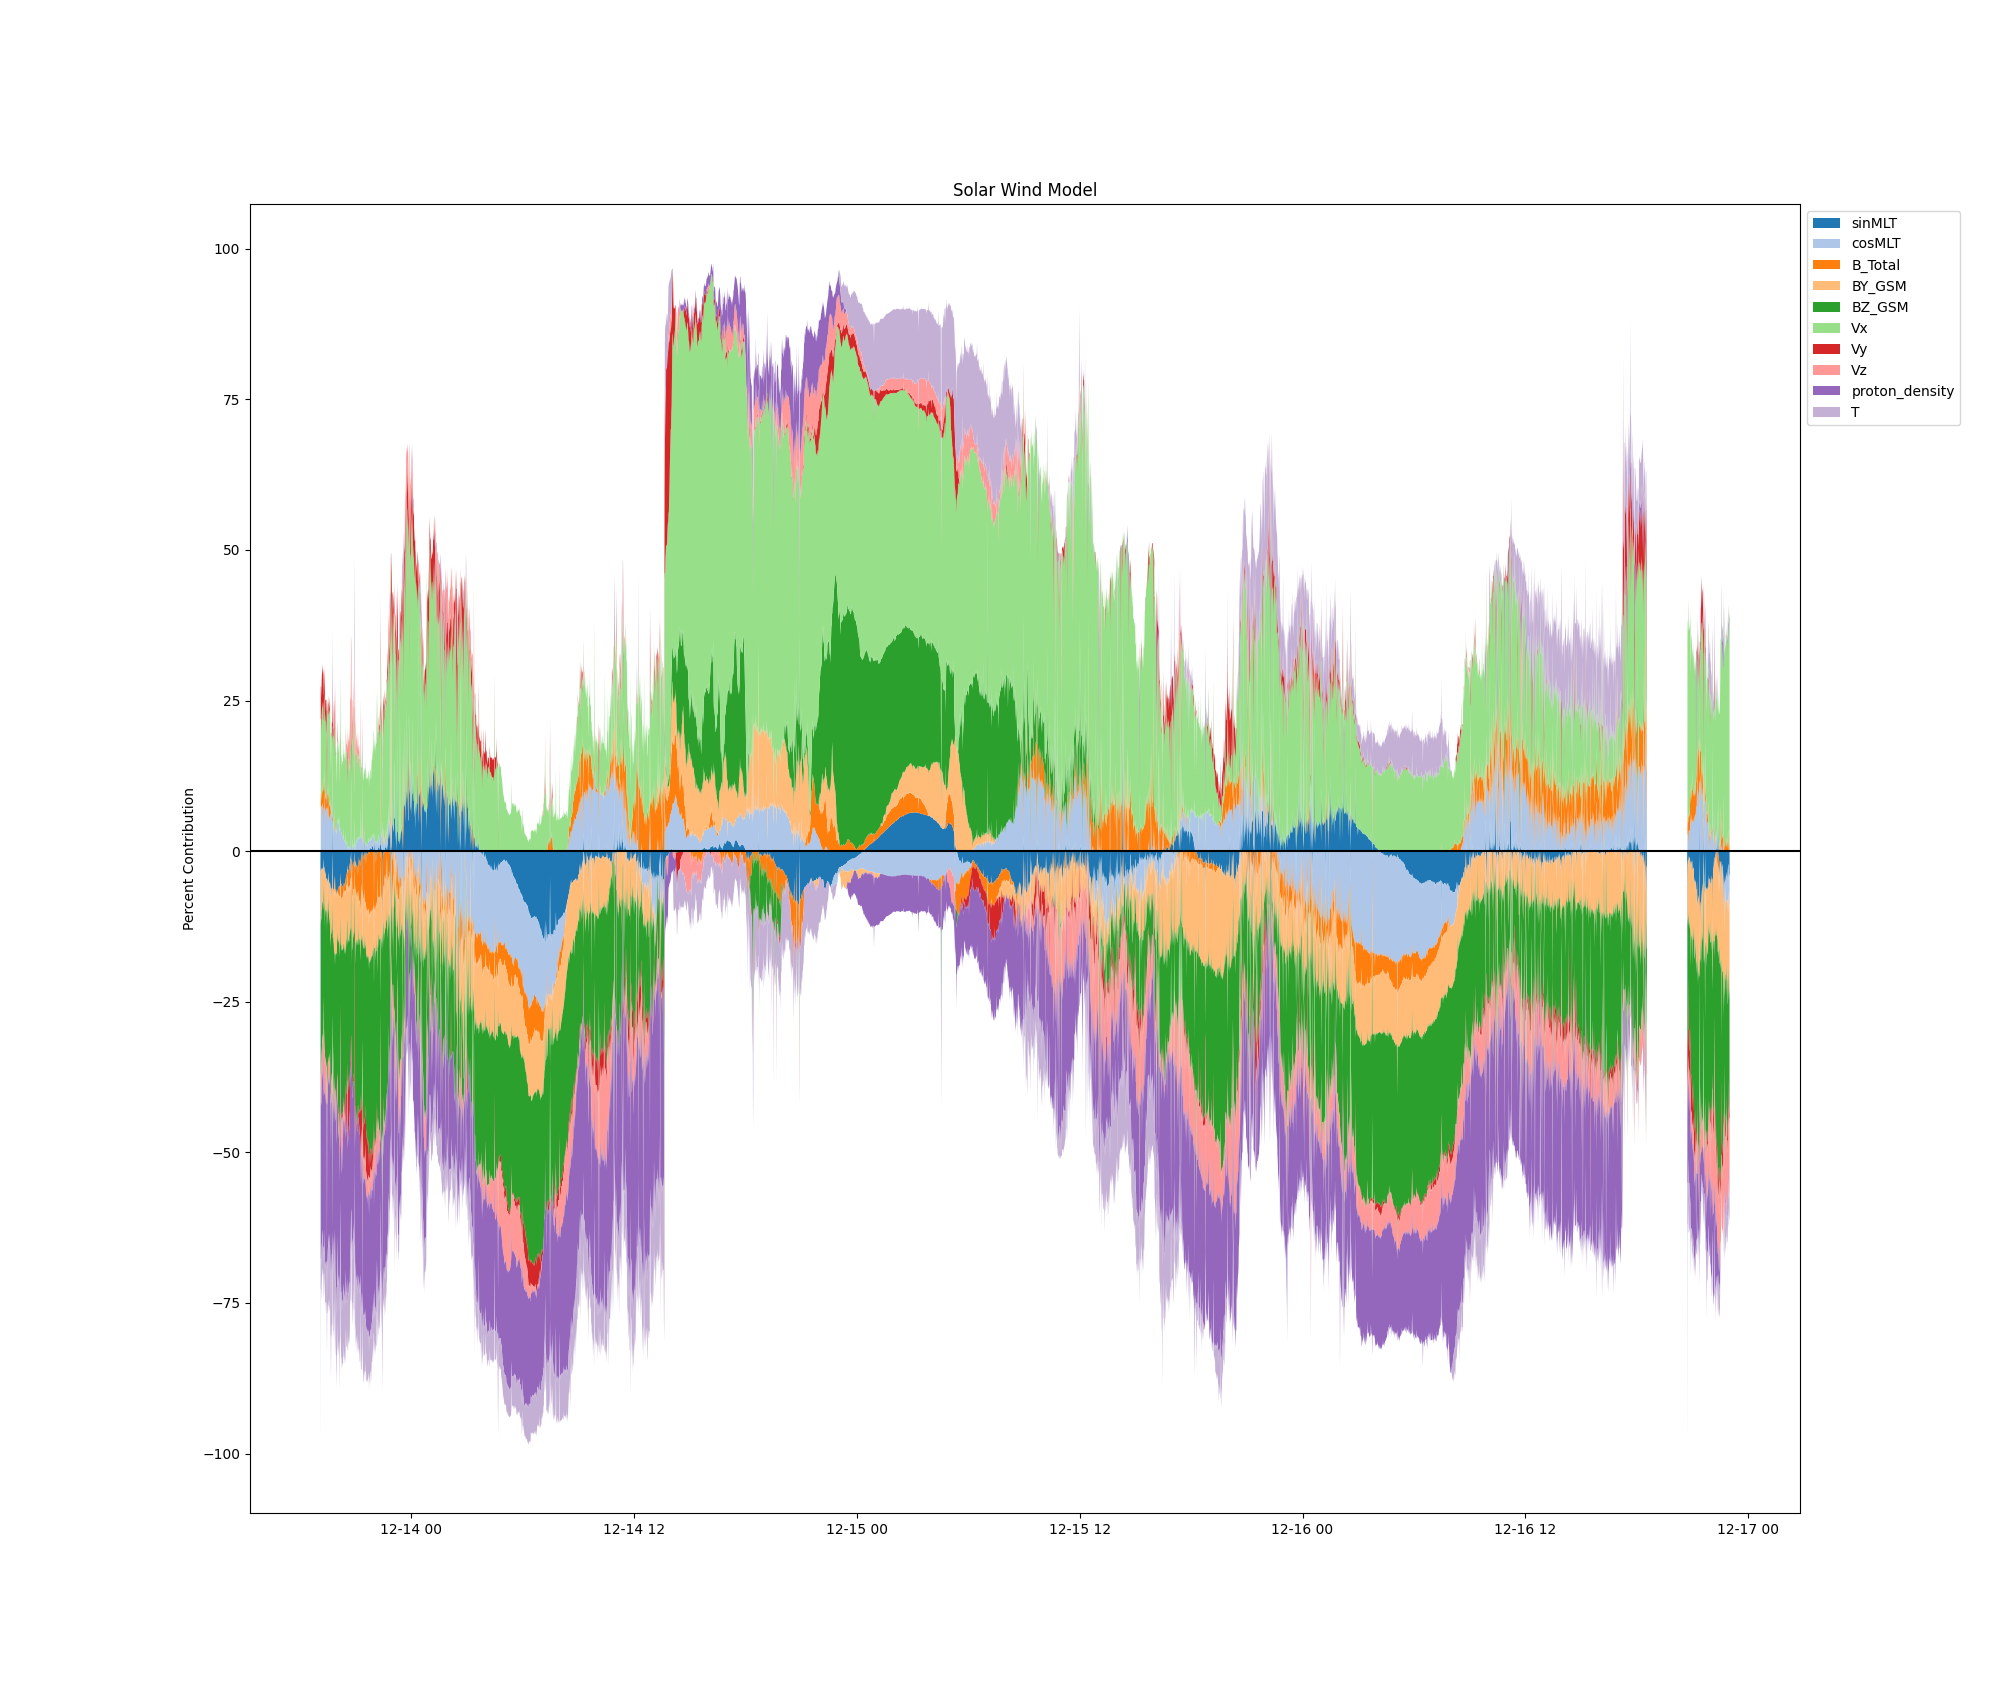 Solar Wind Model
100
75
50
25
0
−25
−50
−75
−100
Percent Contribution
12-14 00
12-14 12
12-15 00
12-15 12
12-16 00
12-16 12
12-17 00
sinMLT
cosMLT
B_Total
BY_GSM
BZ_GSM
Vx
Vy
Vz
proton_density
T